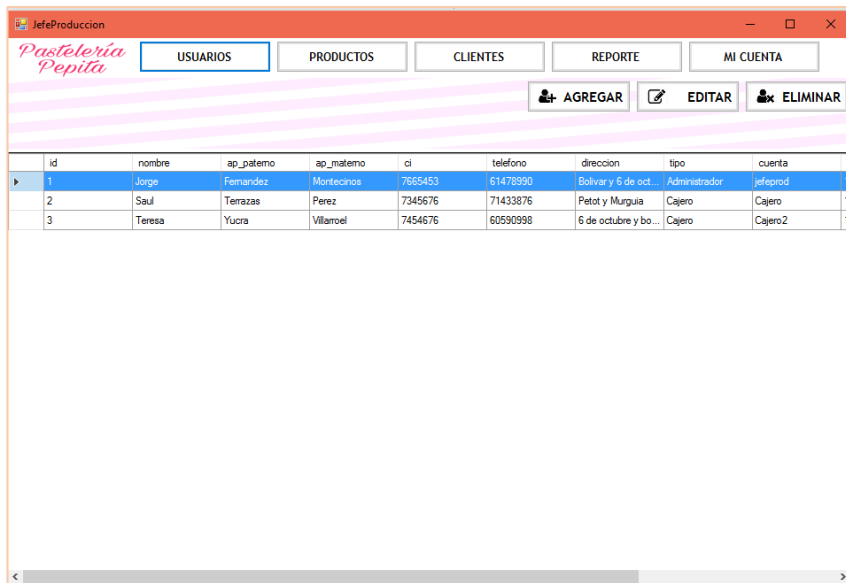 JefeProduccion
Pastelería
Pepita
USUARIOS PRODUCTOS CLIENTES REPORTE MI CUENTA
AGREGAR EDITAR ELIMINAR
id nombre ap_paterno ap_materno ci telefono direccion tipo cuenta
1 Jorge Fernandez Montecinos 7665453 61478990 Bolivar y 6 de oct... Administrador jefeprod
2 Saul Terrazas Perez 7345676 71433876 Petot y Murguia Cajero Cajero
3 Teresa Yucra Villarroel 7454676 60590998 6 de octubre y bo... Cajero Cajero2